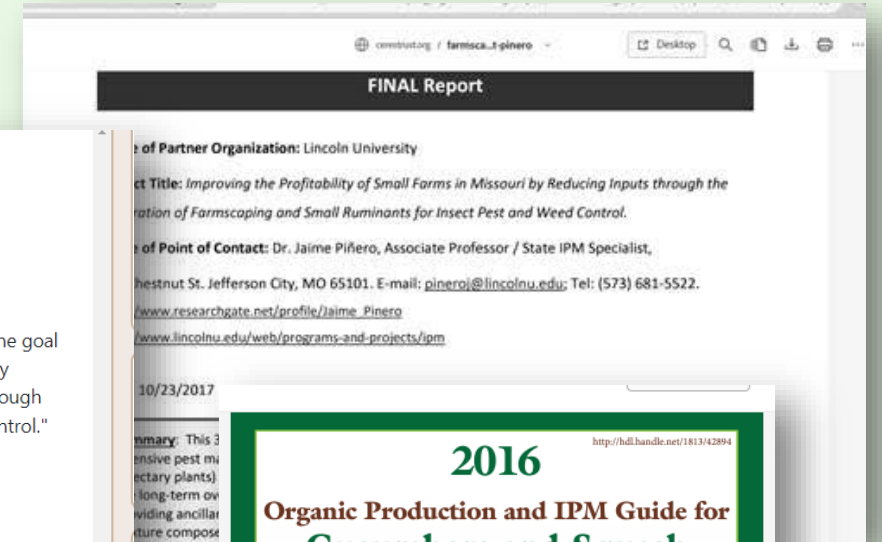 cerestrust.org / farmsca...t-pinero
Desktop
FINAL Report
e of Partner Organization: Lincoln University
ct Title: Improving the Profitability of Small Farms in Missouri by Reducing Inputs through the
ration of Farmscaping and Small Ruminants for Insect Pest and Weed Control.
e of Point of Contact: Dr. Jaime Piñero, Associate Professor / State IPM Specialist,
hestnut St. Jefferson City, MO 65101. E-mail: pineroj@lincolnu.edu; Tel: (573) 681-5522.
/www.researchgate.net/profile/Jaime_Pinero
/www.lincolnu.edu/web/programs-and-projects/ipm
10/23/2017
ne goal
y
ough
ntrol."
mmary: This 3
ensive pest ma
ectary plants)
long-term ov
viding ancillar
ture compose
http://hdl.handle.net/1813/42894
2016
Organic Production and IPM Guide for